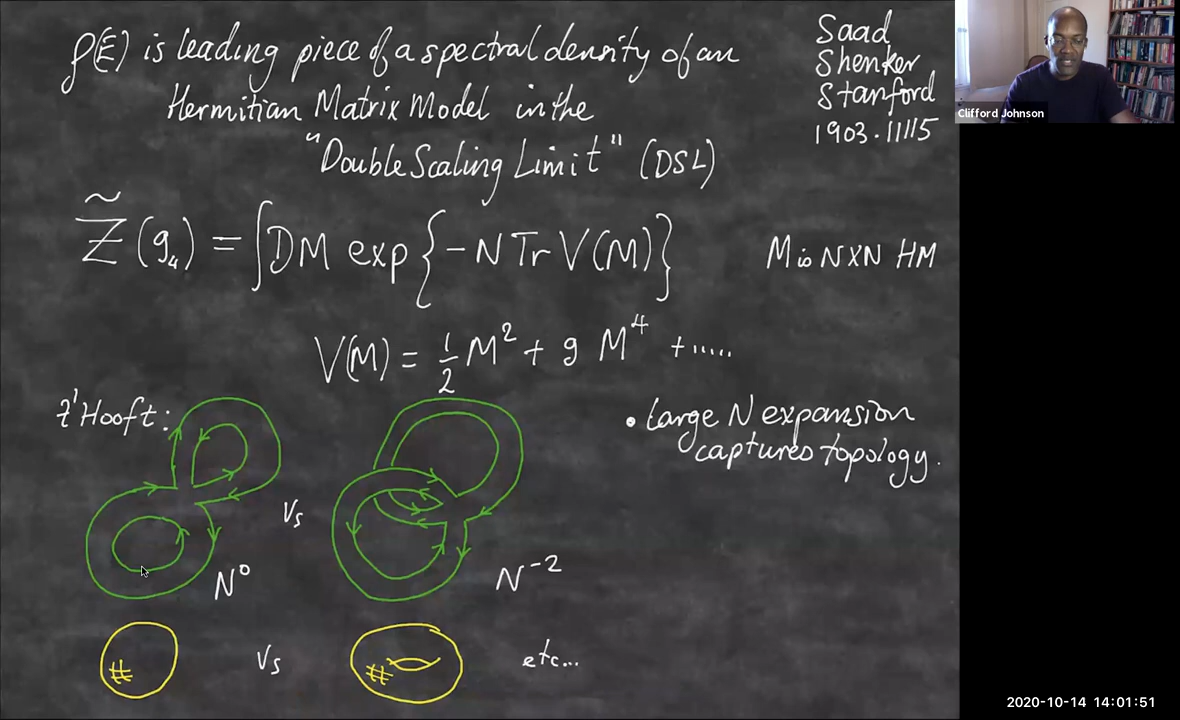 ρ(E) is leading piece of a spectral density of an
Hermitian Matrix Model in the
"Double Scaling Limit" (DSL)
Saad
Shenker
Stanford
1903.11115
Clifford Johnson
Z̃(g₄) = ∫DM exp{-N Tr V(M)}
M is N×N HM
V(M) = 1/2 M² + g M⁴ + .....
t'Hooft:
• Large N expansion
captures topology.
Vs
N⁰
N⁻²
Vs
etc...
2020-10-14 14:01:51